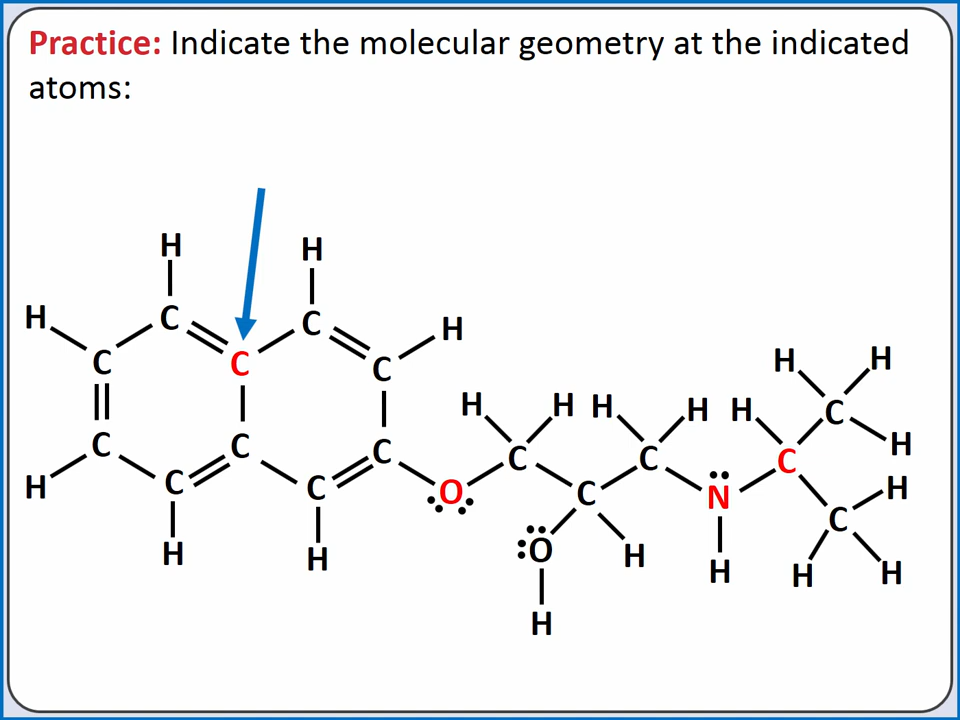 Practice: Indicate the molecular geometry at the indicated
atoms:
H H
H C C H
C C C H H H H H H H
C C C C C H C C H
H C C O C N C H
O H H H H
H H H H